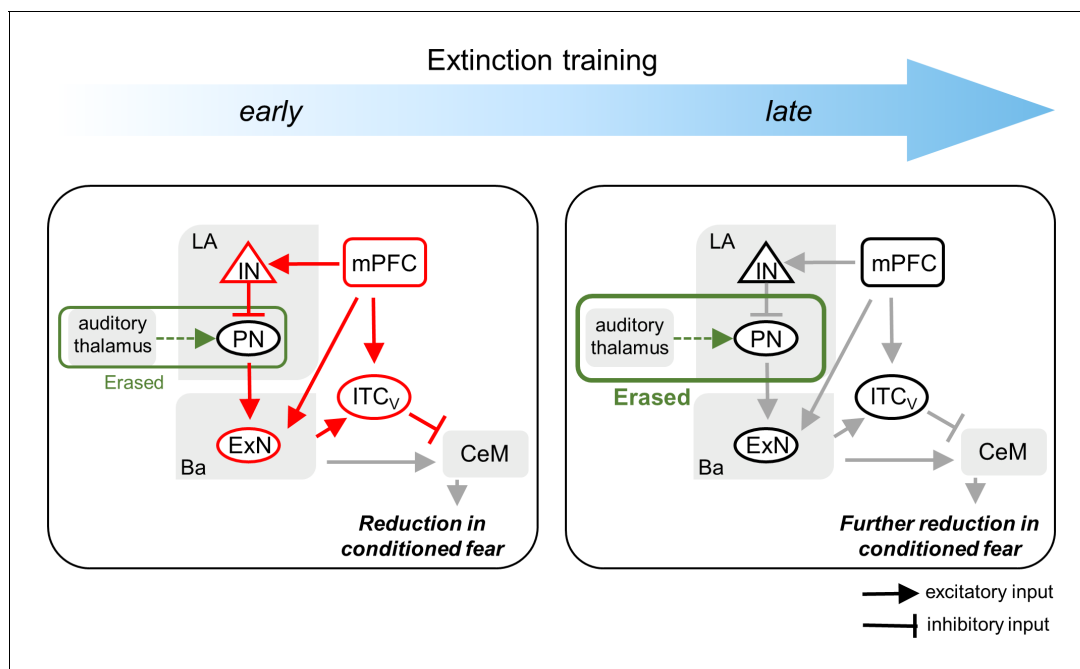 Extinction training
early
late
LA
IN
mPFC
auditory
thalamus
PN
Erased
ITCV
ExN
Ba
CeM
Reduction in
conditioned fear
LA
IN
mPFC
auditory
thalamus
PN
Erased
ITCV
ExN
Ba
CeM
Further reduction in
conditioned fear
excitatory input
inhibitory input